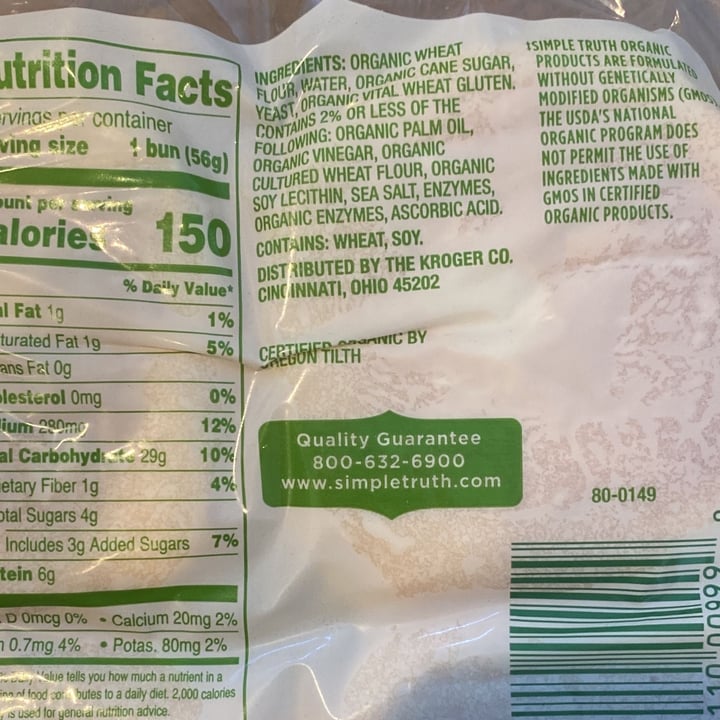 utrition Facts
ervings per container
ving size 1 bun (56g)
ount per serving
alories 150
% Daily Value*
al Fat 1g 1%
turated Fat 1g 5%
ans Fat 0g
lesterol 0mg 0%
ium 280mg 12%
al Carbohydrate 29g 10%
ietary Fiber 1g 4%
otal Sugars 4g
Includes 3g Added Sugars 7%
tein 6g
. D 0mcg 0% • Calcium 20mg 2%
n 0.7mg 4% • Potas. 80mg 2%
% Daily Value tells you how much a nutrient in a
ing of food contributes to a daily diet. 2,000 calories
y is used for general nutrition advice.
INGREDIENTS: ORGANIC WHEAT
FLOUR, WATER, ORGANIC CANE SUGAR,
YEAST, ORGANIC VITAL WHEAT GLUTEN.
CONTAINS 2% OR LESS OF THE
FOLLOWING: ORGANIC PALM OIL,
ORGANIC VINEGAR, ORGANIC
CULTURED WHEAT FLOUR, ORGANIC
SOY LECITHIN, SEA SALT, ENZYMES,
ORGANIC ENZYMES, ASCORBIC ACID.
CONTAINS: WHEAT, SOY.
DISTRIBUTED BY THE KROGER CO.
CINCINNATI, OHIO 45202
CERTIFIED ORGANIC BY
OREGON TILTH
Quality Guarantee
800-632-6900
www.simpletruth.com
‡SIMPLE TRUTH ORGANIC
PRODUCTS ARE FORMULATED
WITHOUT GENETICALLY
MODIFIED ORGANISMS (GMOS)
THE USDA'S NATIONAL
ORGANIC PROGRAM DOES
NOT PERMIT THE USE OF
INGREDIENTS MADE WITH
GMOS IN CERTIFIED
ORGANIC PRODUCTS.
80-0149